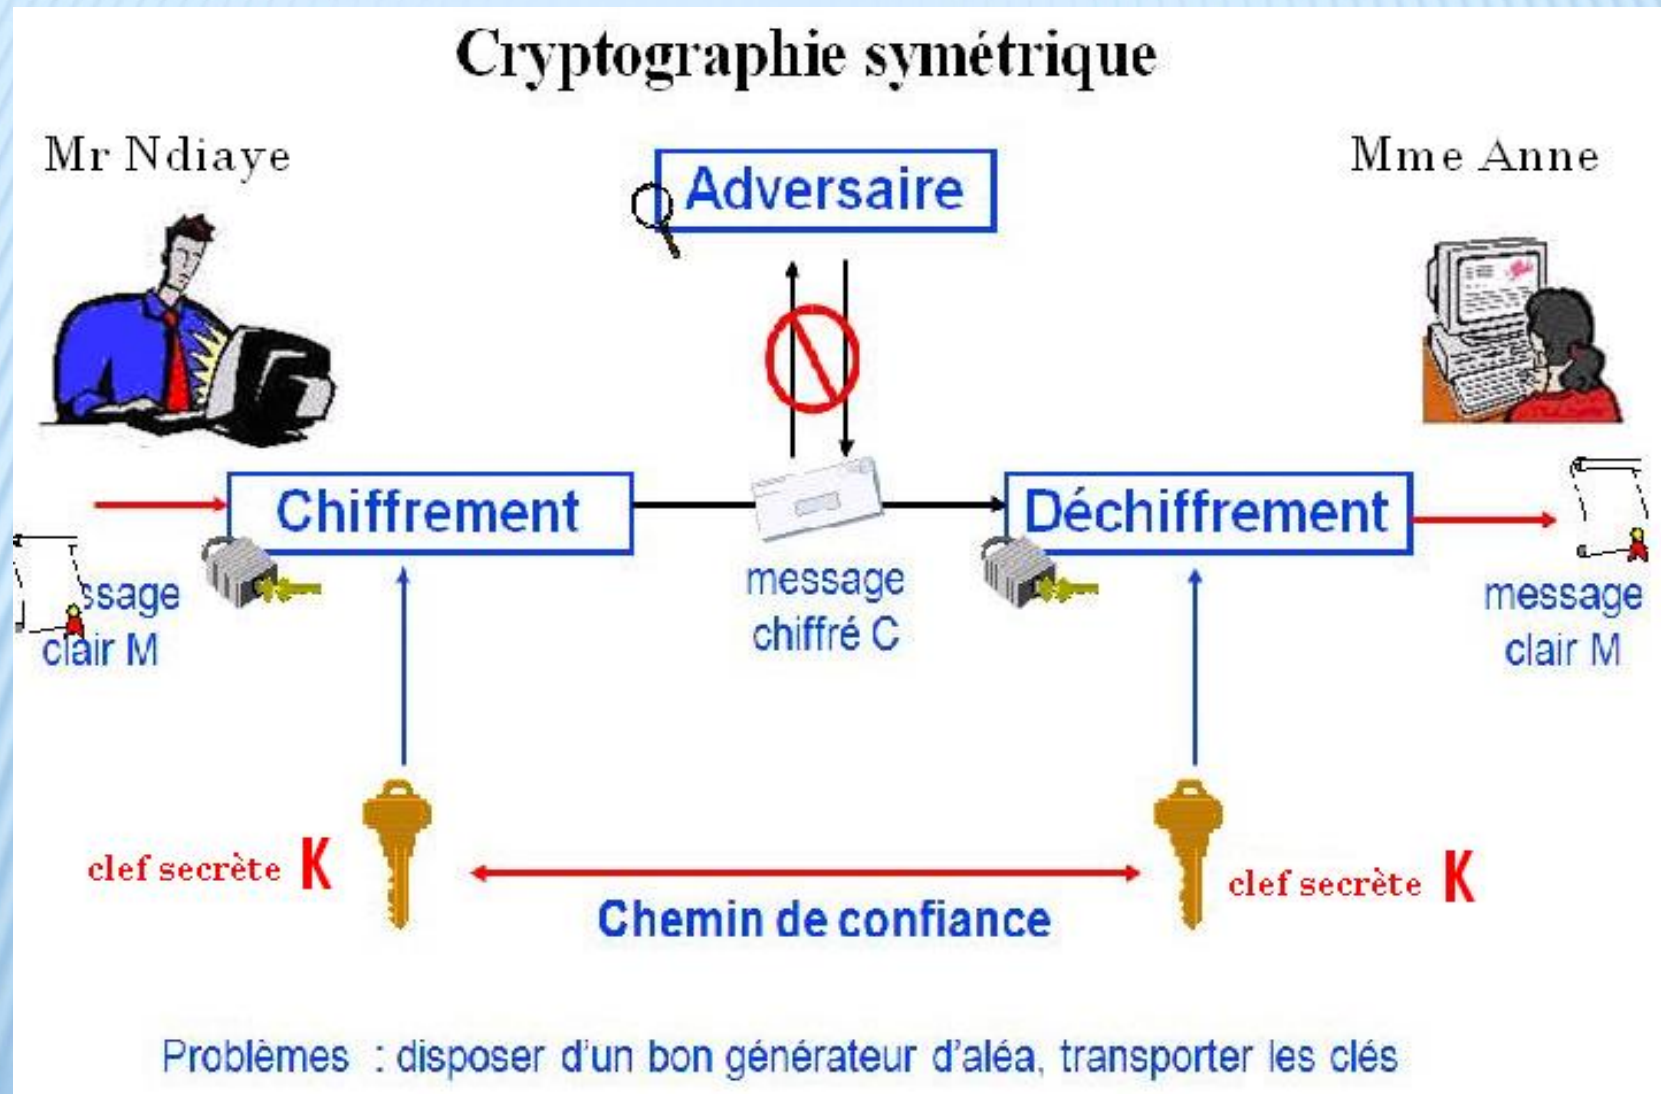 Cryptographie symétrique
Mr Ndiaye
Adversaire
Mme Anne
Chiffrement
Déchiffrement
ssage
clair M
message
chiffré C
message
clair M
clef secrète K
Chemin de confiance
clef secrète K
Problèmes : disposer d'un bon générateur d'aléa, transporter les clés